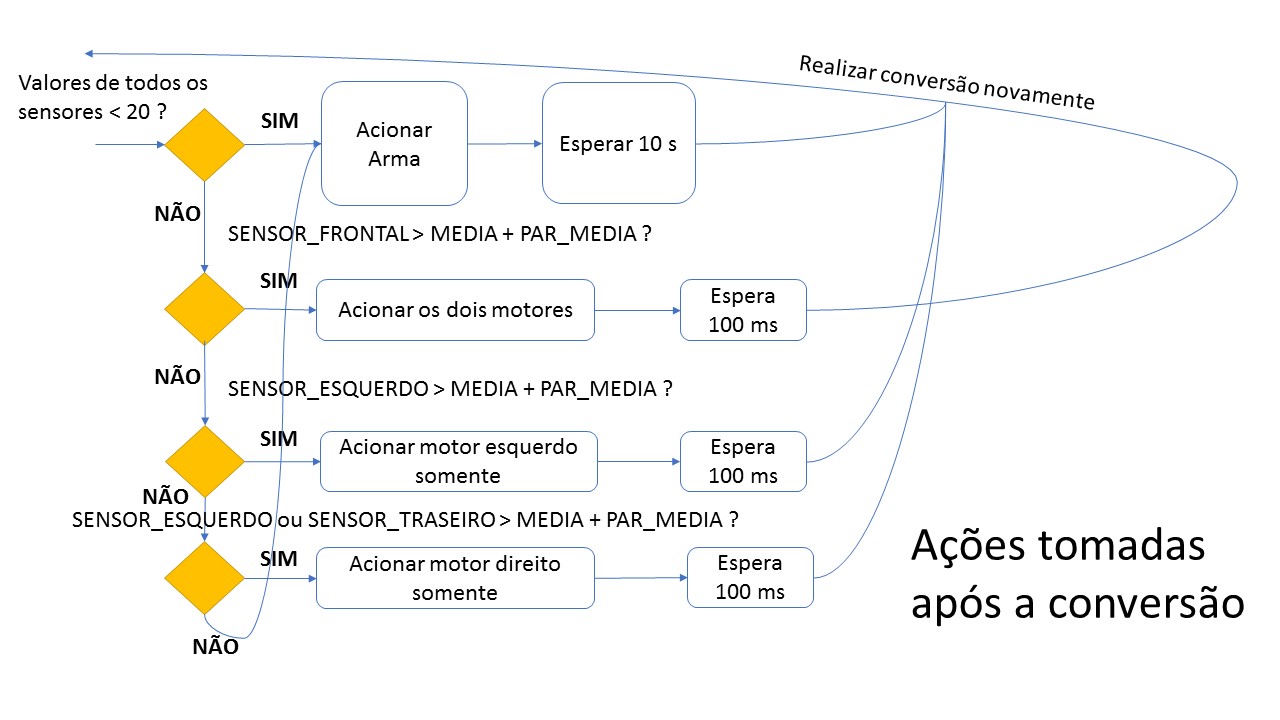 Realizar conversão novamente
Valores de todos os
sensores < 20 ?
SIM
Acionar
Arma
Esperar 10 s
NÃO
SENSOR_FRONTAL > MEDIA + PAR_MEDIA ?
SIM
Acionar os dois motores
Espera
100 ms
NÃO
SENSOR_ESQUERDO > MEDIA + PAR_MEDIA ?
SIM
Acionar motor esquerdo
somente
Espera
100 ms
NÃO
SENSOR_ESQUERDO ou SENSOR_TRASEIRO > MEDIA + PAR_MEDIA ?
SIM
Acionar motor direito
somente
Espera
100 ms
NÃO
Ações tomadas
após a conversão